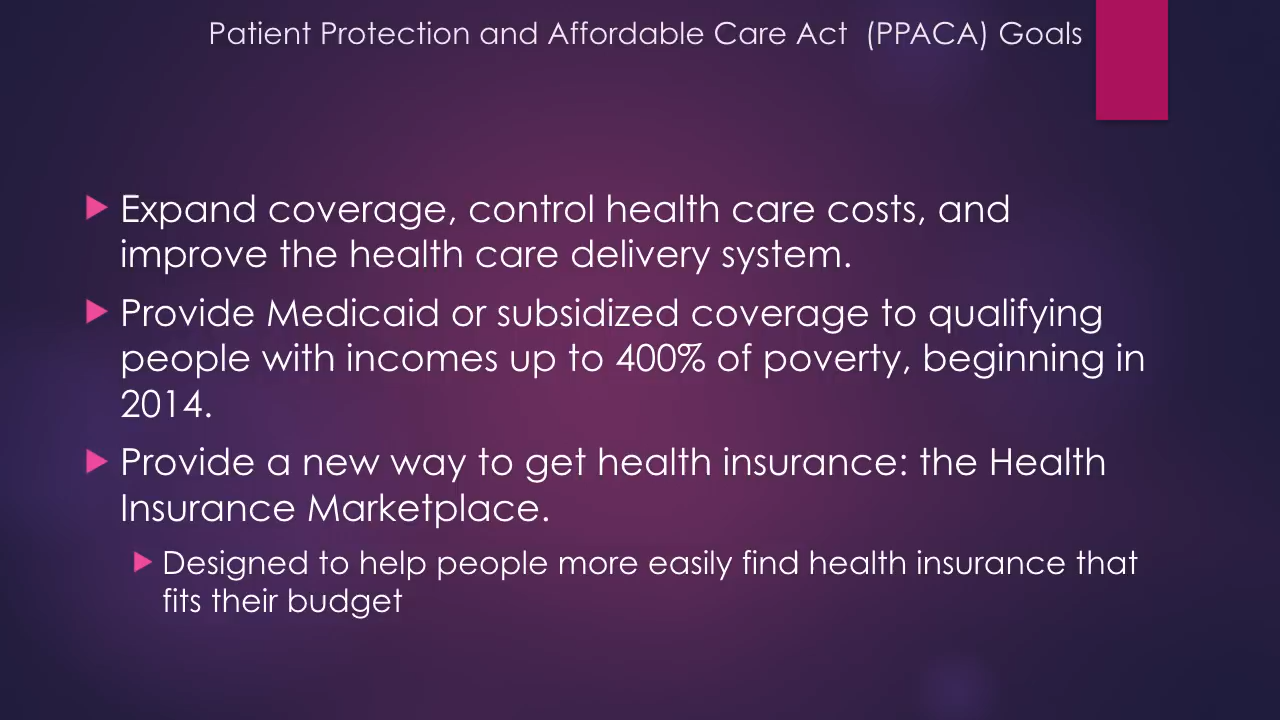 Patient Protection and Affordable Care Act  (PPACA) Goals
Expand coverage, control health care costs, and
improve the health care delivery system.
Provide Medicaid or subsidized coverage to qualifying
people with incomes up to 400% of poverty, beginning in
2014.
Provide a new way to get health insurance: the Health
Insurance Marketplace.
Designed to help people more easily find health insurance that
fits their budget